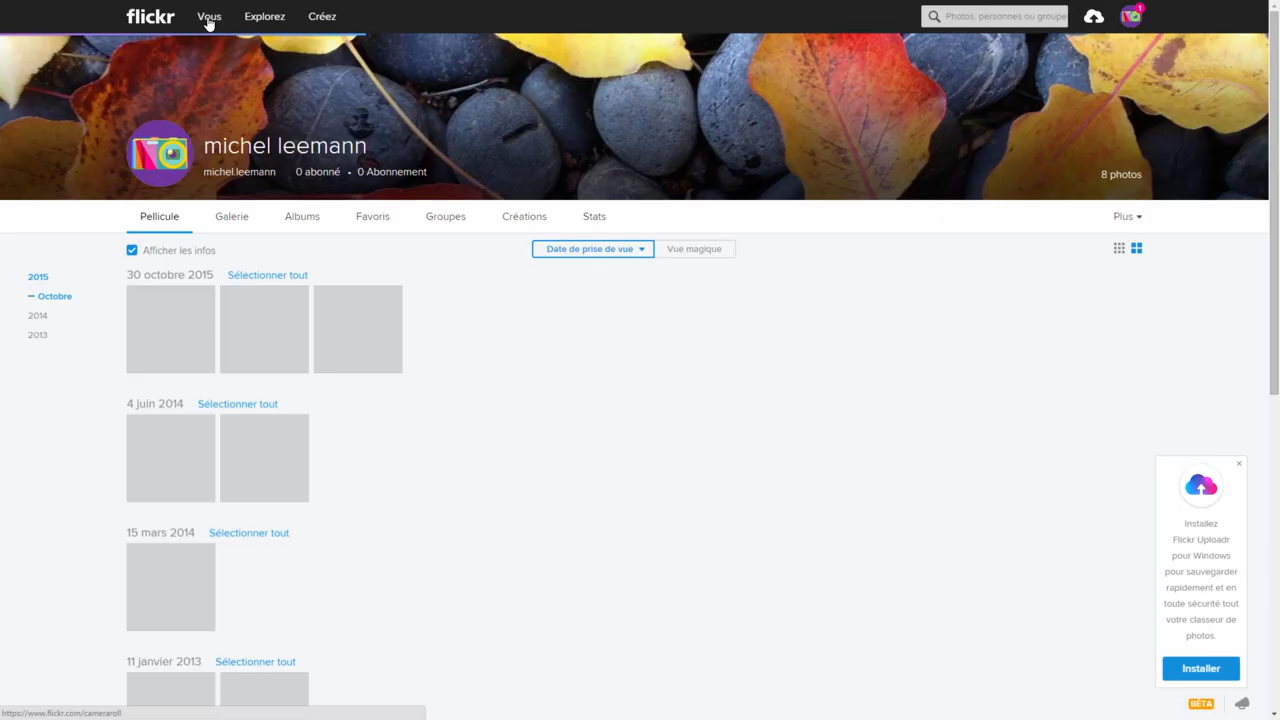 flickr Vous Explorez Créez Photos, personnes ou groupe 1
michel leemann
michel.leemann 0 abonné • 0 Abonnement 8 photos
Pellicule Galerie Albums Favoris Groupes Créations Stats Plus
Afficher les infos Date de prise de vue Vue magique
30 octobre 2015 Sélectionner tout
2015
Octobre
2014
2013
4 juin 2014 Sélectionner tout
15 mars 2014 Sélectionner tout
11 janvier 2013 Sélectionner tout
Installez
Flickr Uploadr
pour Windows
pour sauvegarder
rapidement et en
toute sécurité tout
votre classeur de
photos.
Installer
BÊTA
https://www.flickr.com/cameraroll